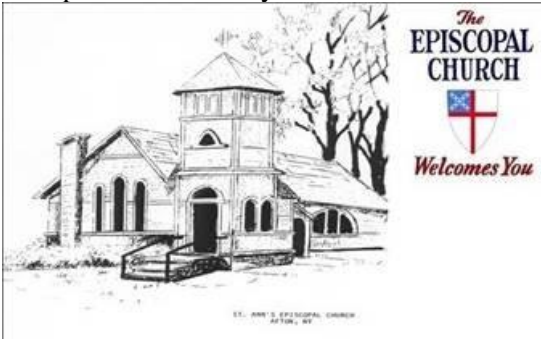 The
EPISCOPAL
CHURCH
Welcomes You
ST. ANN'S EPISCOPAL CHURCH
AFTON, NY